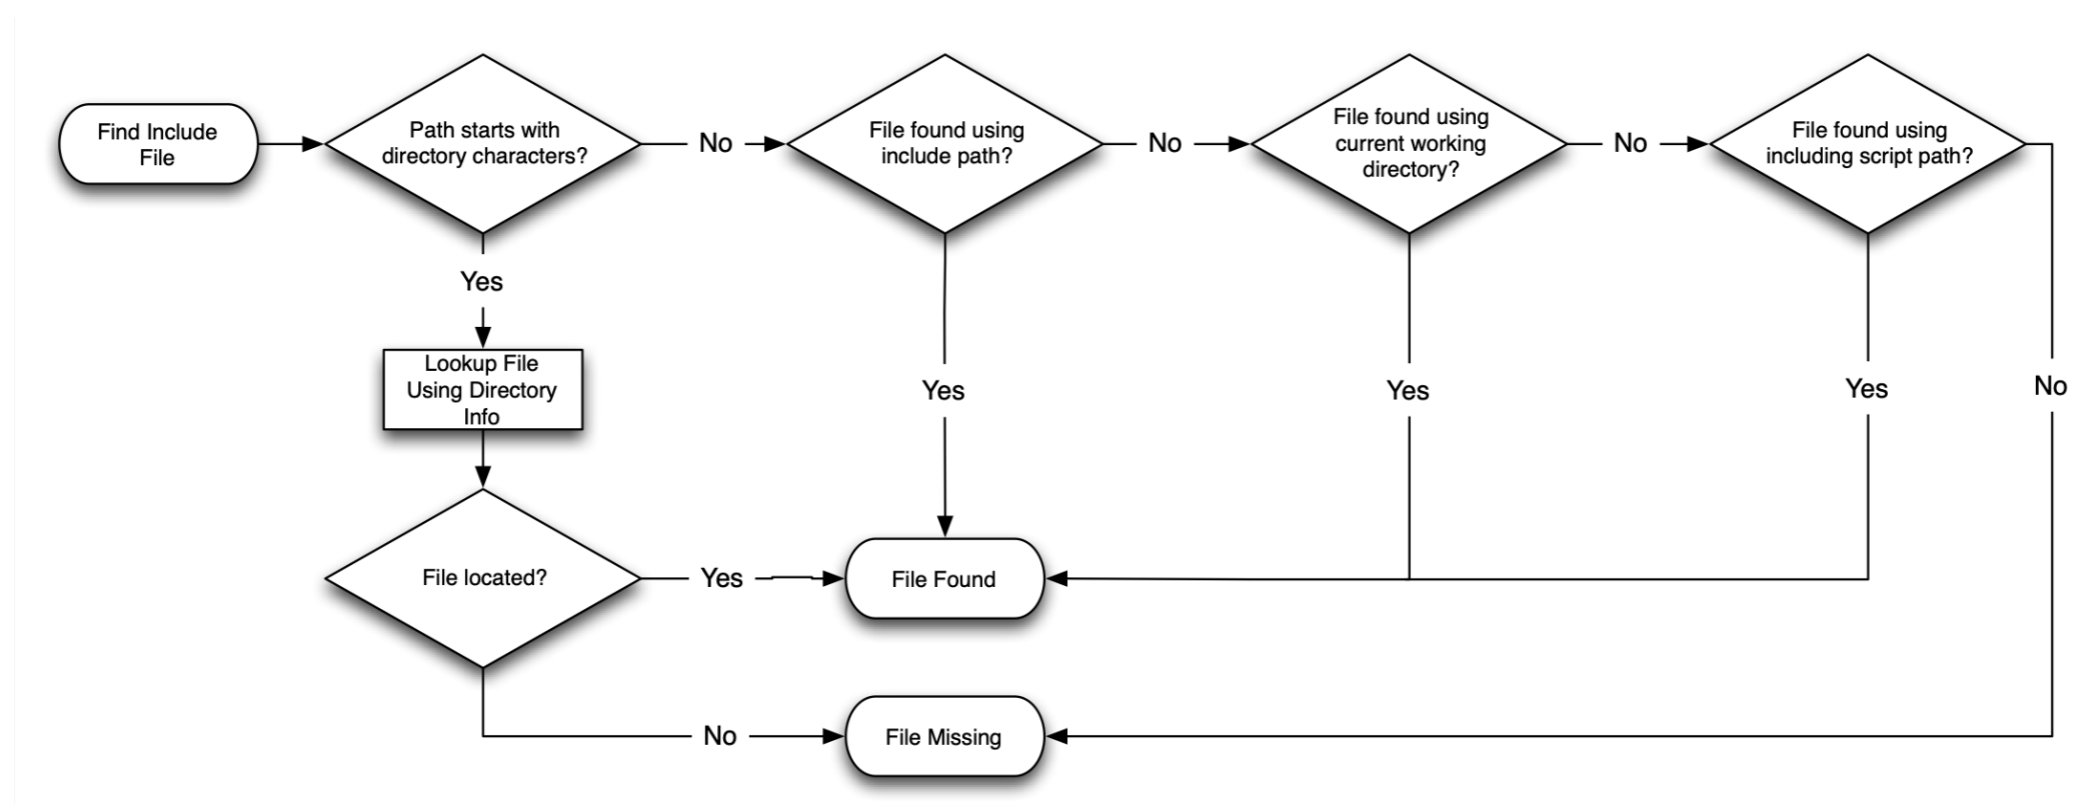 Find Include
File
Path starts with
directory characters?
No
File found using
include path?
No
File found using
current working
directory?
No
File found using
including script path?
Yes
Lookup File
Using Directory
Info
Yes
Yes
Yes
No
File located?
Yes
File Found
No
File Missing